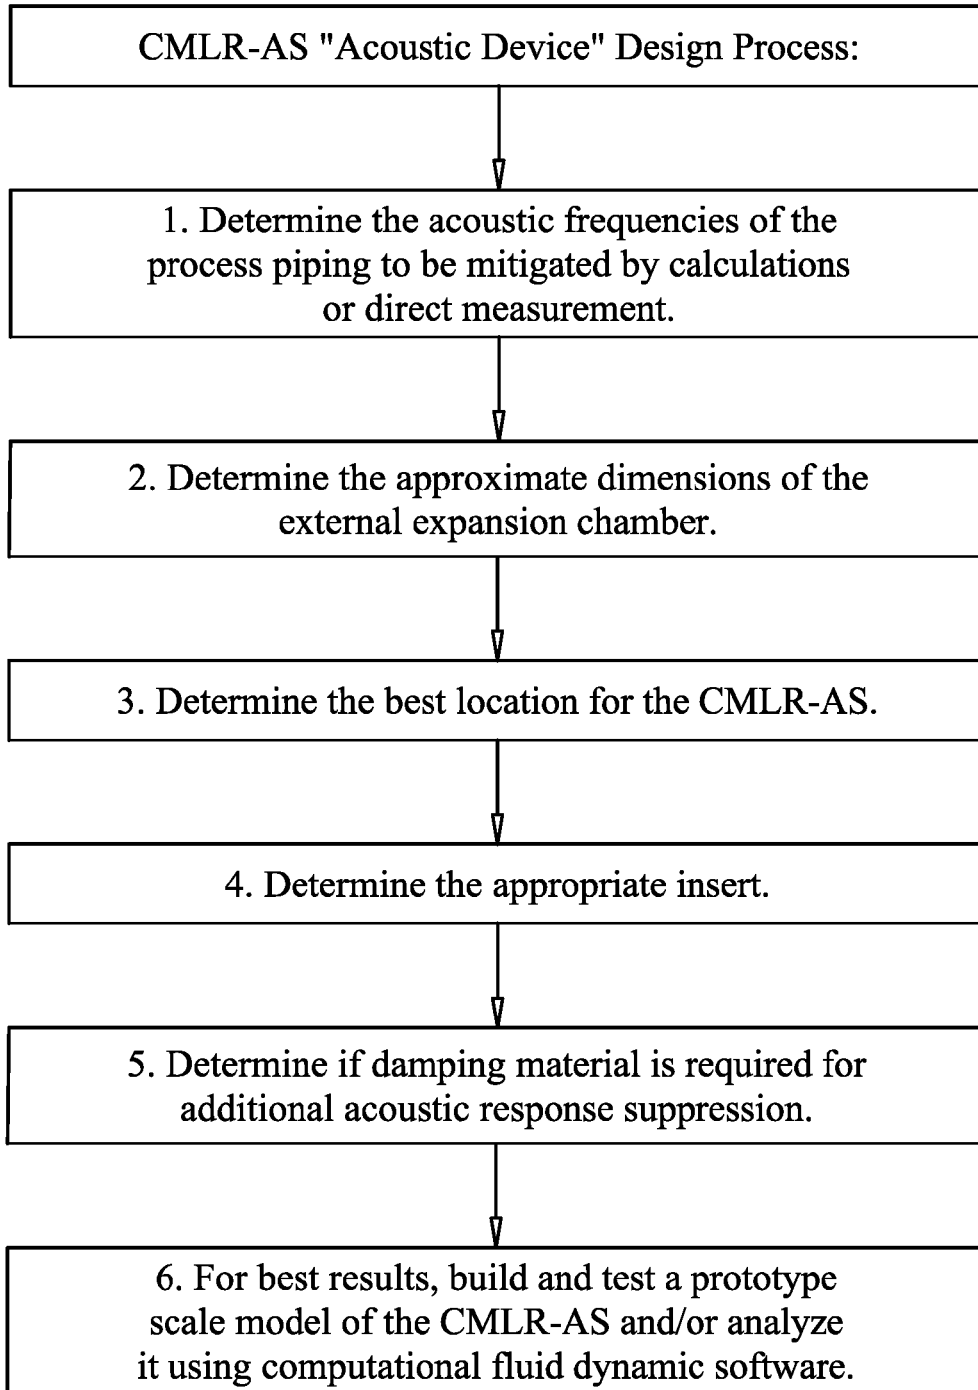 CMLR-AS "Acoustic Device" Design Process:
1. Determine the acoustic frequencies of the
process piping to be mitigated by calculations
or direct measurement.
2. Determine the approximate dimensions of the
external expansion chamber.
3. Determine the best location for the CMLR-AS.
4. Determine the appropriate insert.
5. Determine if damping material is required for
additional acoustic response suppression.
6. For best results, build and test a prototype
scale model of the CMLR-AS and/or analyze
it using computational fluid dynamic software.